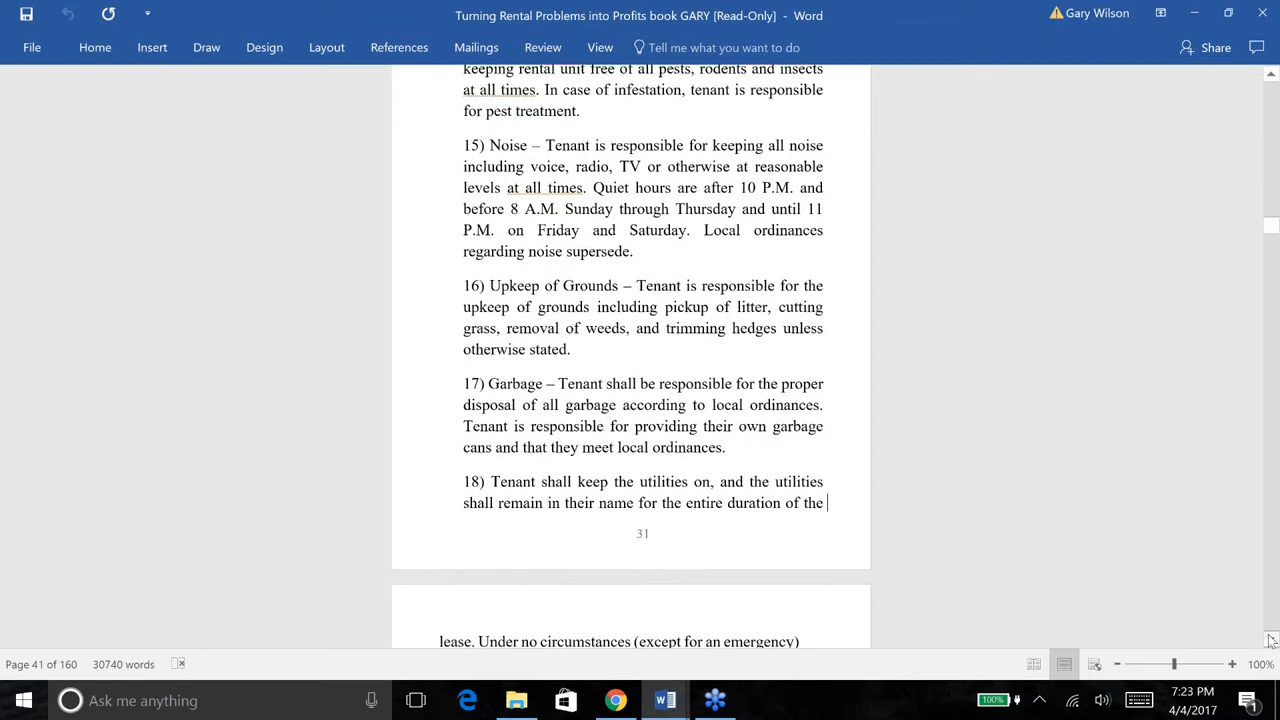 Turning Rental Problems into Profits book GARY [Read-Only] - Word
Gary Wilson
File Home Insert Draw Design Layout References Mailings Review View Tell me what you want to do Share
keeping rental unit free of all pests, rodents and insects
at all times. In case of infestation, tenant is responsible
for pest treatment.
15) Noise – Tenant is responsible for keeping all noise
including voice, radio, TV or otherwise at reasonable
levels at all times. Quiet hours are after 10 P.M. and
before 8 A.M. Sunday through Thursday and until 11
P.M. on Friday and Saturday. Local ordinances
regarding noise supersede.
16) Upkeep of Grounds – Tenant is responsible for the
upkeep of grounds including pickup of litter, cutting
grass, removal of weeds, and trimming hedges unless
otherwise stated.
17) Garbage – Tenant shall be responsible for the proper
disposal of all garbage according to local ordinances.
Tenant is responsible for providing their own garbage
cans and that they meet local ordinances.
18) Tenant shall keep the utilities on, and the utilities
shall remain in their name for the entire duration of the
31
lease. Under no circumstances (except for an emergency)
Page 41 of 160 30740 words 100%
Ask me anything
100%
7:23 PM
4/4/2017
1